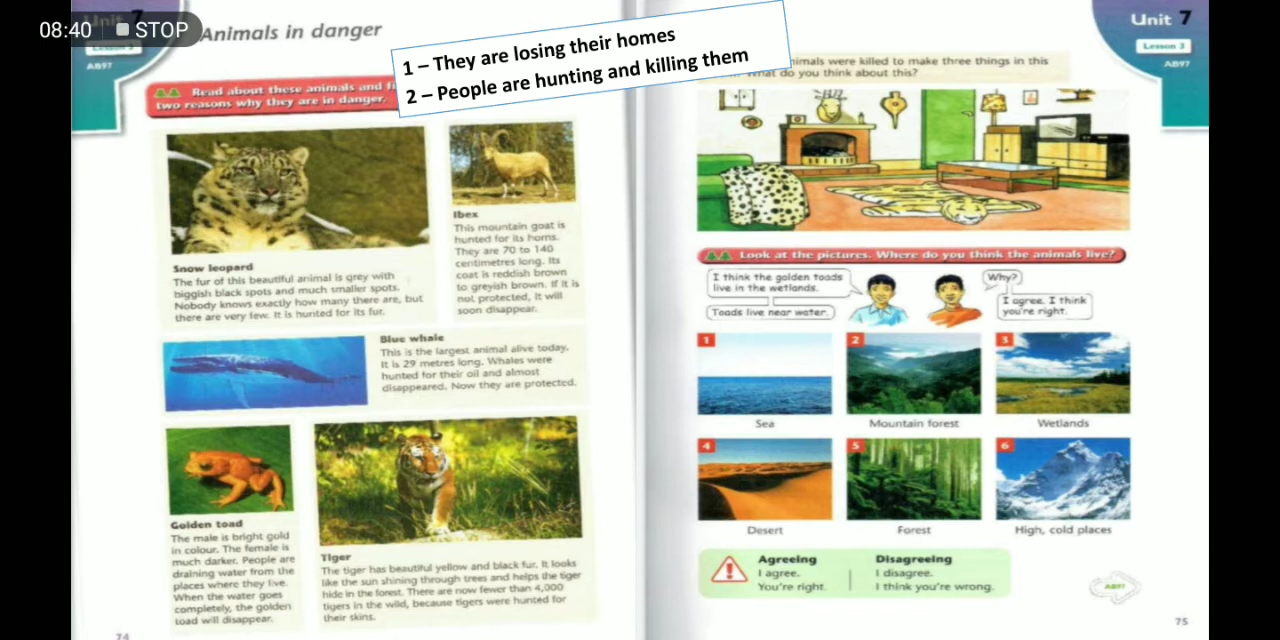 08:40 STOP
Unit 7
Lesson 3
AB97
Animals in danger
1 – They are losing their homes
2 – People are hunting and killing them
Read about these animals and
two reasons why they are in danger.
Snow leopard
The fur of this beautiful animal is grey with
biggish black spots and much smaller spots.
Nobody knows exactly how many there are, but
there are very few. It is hunted for its fur.
Ibex
This mountain goat is
hunted for its horns.
They are 70 to 140
centimetres long. Its
coat is reddish brown
to greyish brown. If it is
not protected, it will
soon disappear.
Blue whale
This is the largest animal alive today.
It is 29 metres long. Whales were
hunted for their oil and almost
disappeared. Now they are protected.
Golden toad
The male is bright gold
in colour. The female is
much darker. People are
draining water from the
places where they live.
When the water goes
completely, the golden
toad will disappear.
Tiger
The tiger has beautiful yellow and black fur. It looks
like the sun shining through trees and helps the tiger
hide in the forest. There are now fewer than 4,000
tigers in the wild, because tigers were hunted for
their skins.
74
Unit 7
Lesson 3
AB97
were killed to make three things in this
do you think about this?
Look at the pictures. Where do you think the animals live?
I think the golden toads
live in the wetlands.
Toads live near water.
Why?
I agree. I think
you're right.
1
2
3
Sea
Mountain forest
Wetlands
4
5
6
Desert
Forest
High, cold places
Agreeing
I agree.
You're right.
Disagreeing
I disagree.
I think you're wrong.
AB97
75